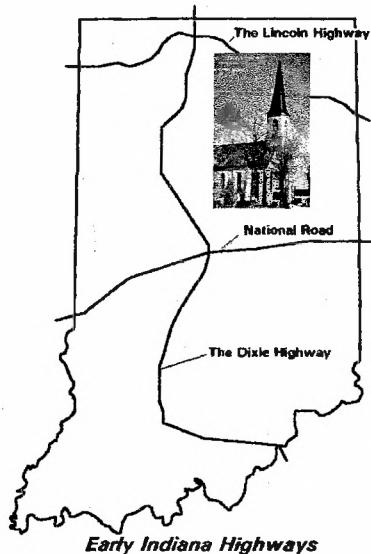 The Lincoln Highway
National Road
The Dixie Highway
Early Indiana Highways